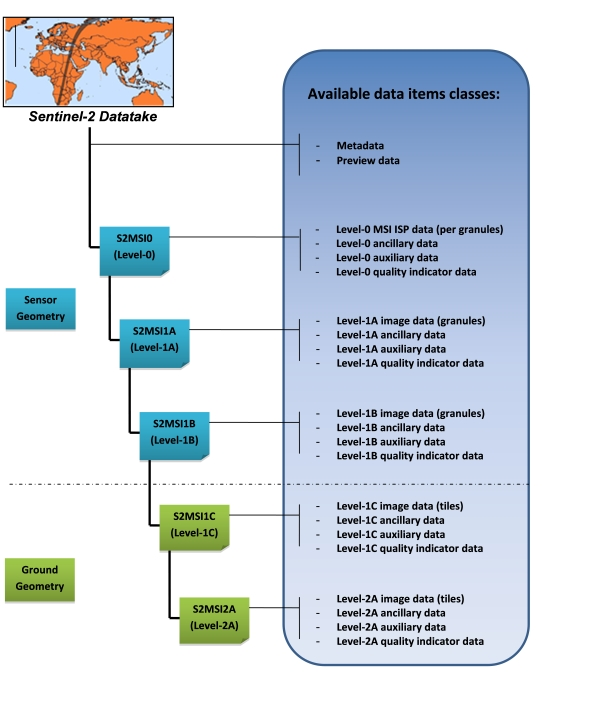 Sentinel-2 Datatake
Available data items classes:
- Metadata
- Preview data
S2MSI0
(Level-0)
- Level-0 MSI ISP data (per granules)
- Level-0 ancillary data
- Level-0 auxiliary data
- Level-0 quality indicator data
Sensor
Geometry
S2MSI1A
(Level-1A)
- Level-1A image data (granules)
- Level-1A ancillary data
- Level-1A auxiliary data
- Level-1A quality indicator data
S2MSI1B
(Level-1B)
- Level-1B image data (granules)
- Level-1B ancillary data
- Level-1B auxiliary data
- Level-1B quality indicator data
S2MSI1C
(Level-1C)
- Level-1C image data (tiles)
- Level-1C ancillary data
- Level-1C auxiliary data
- Level-1C quality indicator data
Ground
Geometry
S2MSI2A
(Level-2A)
- Level-2A image data (tiles)
- Level-2A ancillary data
- Level-2A auxiliary data
- Level-2A quality indicator data